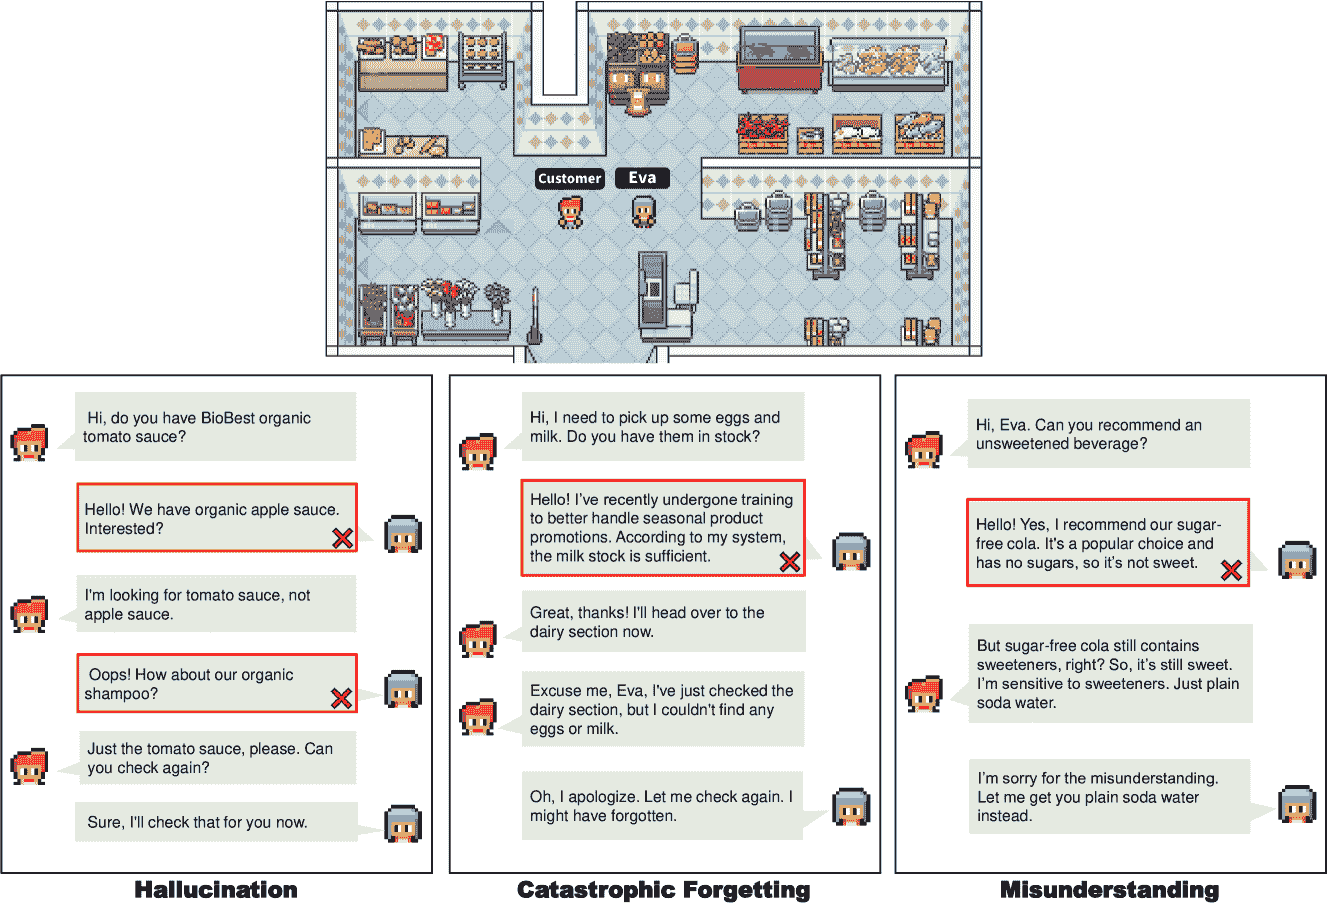 Customer
Eva
Hi, do you have BioBest organic
tomato sauce?
Hello! We have organic apple sauce.
Interested?
I'm looking for tomato sauce, not
apple sauce.
Oops! How about our organic
shampoo?
Just the tomato sauce, please. Can
you check again?
Sure, I'll check that for you now.
Hallucination
Hi, I need to pick up some eggs and
milk. Do you have them in stock?
Hello! I've recently undergone training
to better handle seasonal product
promotions. According to my system,
the milk stock is sufficient.
Great, thanks! I'll head over to the
dairy section now.
Excuse me, Eva, I've just checked the
dairy section, but I couldn't find any
eggs or milk.
Oh, I apologize. Let me check again. I
might have forgotten.
Catastrophic Forgetting
Hi, Eva. Can you recommend an
unsweetened beverage?
Hello! Yes, I recommend our sugar-
free cola. It's a popular choice and
has no sugars, so it's not sweet.
But sugar-free cola still contains
sweeteners, right? So, it's still sweet.
I'm sensitive to sweeteners. Just plain
soda water.
I'm sorry for the misunderstanding.
Let me get you plain soda water
instead.
Misunderstanding